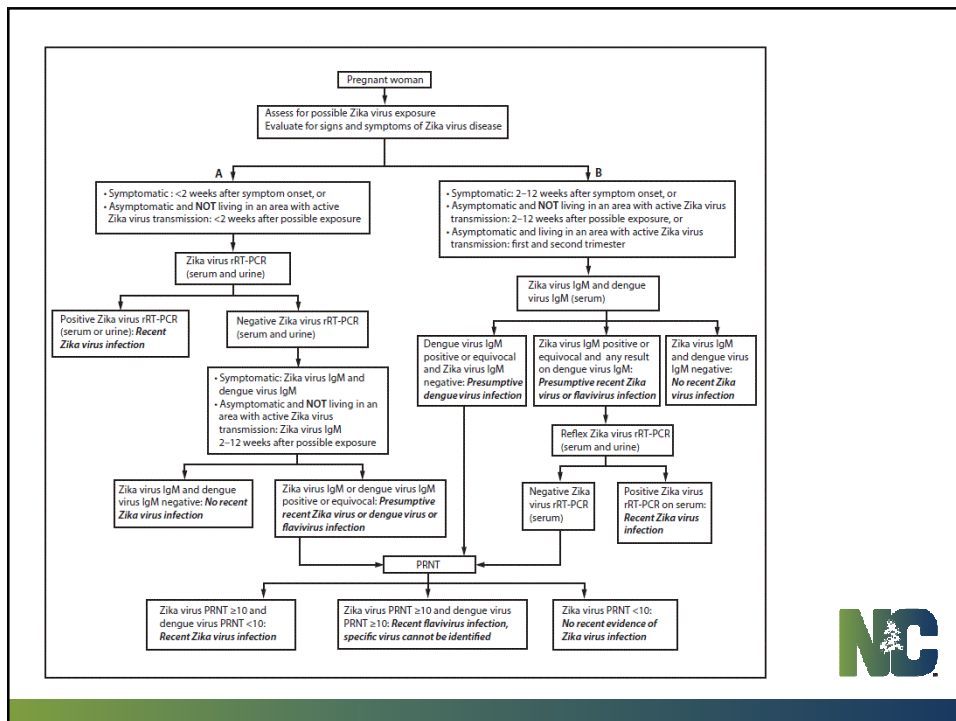 Pregnant woman
Assess for possible Zika virus exposure
Evaluate for signs and symptoms of Zika virus disease
A
• Symptomatic : <2 weeks after symptom onset, or
• Asymptomatic and NOT living in an area with active
Zika virus transmission: <2 weeks after possible exposure
B
• Symptomatic: 2–12 weeks after symptom onset, or
• Asymptomatic and NOT living in an area with active Zika virus
transmission: 2–12 weeks after possible exposure, or
• Asymptomatic and living in an area with active Zika virus
transmission: first and second trimester
Zika virus rRT-PCR
(serum and urine)
Zika virus IgM and dengue
virus IgM (serum)
Positive Zika virus rRT-PCR
(serum or urine): Recent
Zika virus infection
Negative Zika virus rRT-PCR
(serum and urine)
Dengue virus IgM
positive or equivocal
and Zika virus IgM
negative: Presumptive
dengue virus infection
Zika virus IgM positive or
equivocal and any result
on dengue virus IgM:
Presumptive recent Zika
virus or flavivirus infection
Zika virus IgM
and dengue virus
IgM negative:
No recent Zika
virus infection
• Symptomatic: Zika virus IgM and
dengue virus IgM
• Asymptomatic and NOT living in an
area with active Zika virus
transmission: Zika virus IgM
2–12 weeks after possible exposure
Reflex Zika virus rRT-PCR
(serum and urine)
Zika virus IgM and dengue
virus IgM negative: No recent
Zika virus infection
Zika virus IgM or dengue virus IgM
positive or equivocal: Presumptive
recent Zika virus or dengue virus or
flavivirus infection
Negative Zika
virus rRT-PCR
(serum)
Positive Zika virus
rRT-PCR on serum:
Recent Zika virus
infection
PRNT
Zika virus PRNT ≥10 and
dengue virus PRNT <10:
Recent Zika virus infection
Zika virus PRNT ≥10 and dengue virus
PRNT ≥10: Recent flavivirus infection,
specific virus cannot be identified
Zika virus PRNT <10:
No recent evidence of
Zika virus infection
NC